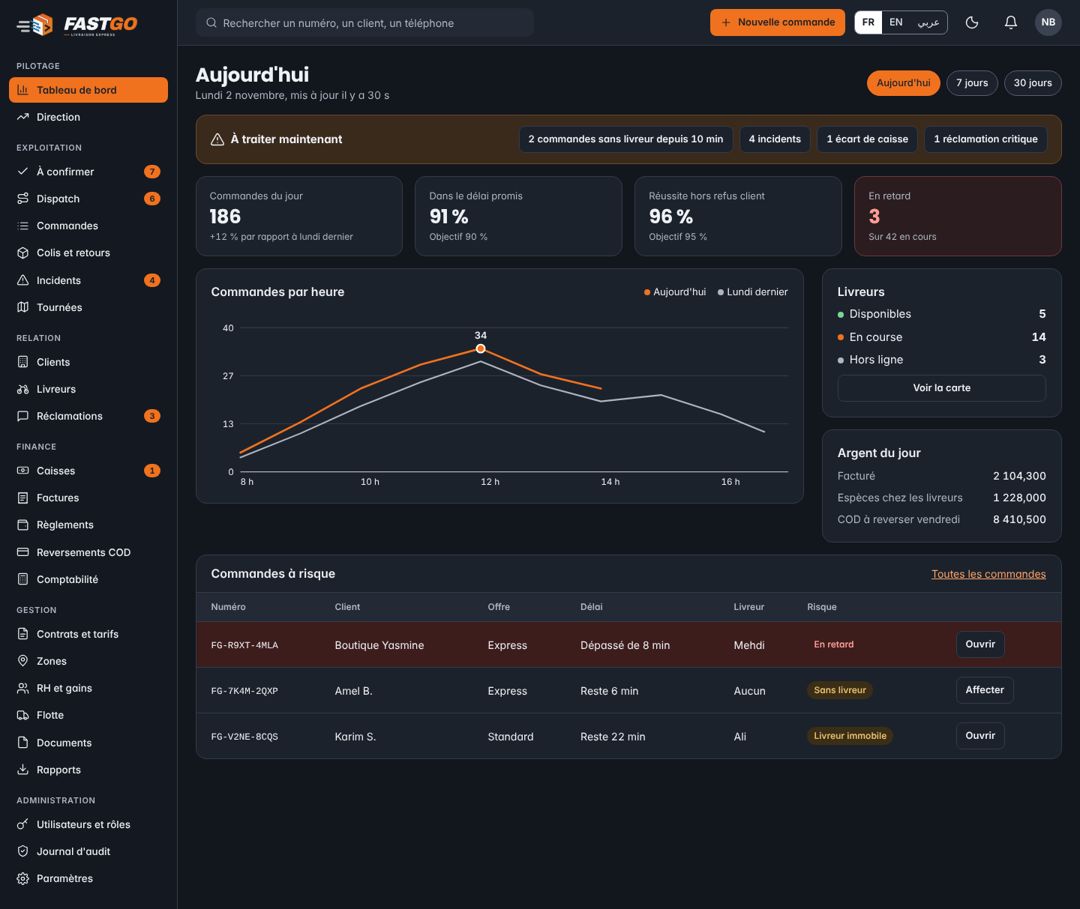 FASTGO
LIVRAISON EXPRESS
Rechercher un numéro, un client, un téléphone
+ Nouvelle commande
FR EN عربي
NB
PILOTAGE
Tableau de bord
Direction
EXPLOITATION
À confirmer 7
Dispatch 6
Commandes
Colis et retours
Incidents 4
Tournées
RELATION
Clients
Livreurs
Réclamations 3
FINANCE
Caisses 1
Factures
Règlements
Reversements COD
Comptabilité
GESTION
Contrats et tarifs
Zones
RH et gains
Flotte
Documents
Rapports
ADMINISTRATION
Utilisateurs et rôles
Journal d'audit
Paramètres
Aujourd'hui
Lundi 2 novembre, mis à jour il y a 30 s
Aujourd'hui 7 jours 30 jours
À traiter maintenant 2 commandes sans livreur depuis 10 min 4 incidents 1 écart de caisse 1 réclamation critique
Commandes du jour
186
+12 % par rapport à lundi dernier
Dans le délai promis
91 %
Objectif 90 %
Réussite hors refus client
96 %
Objectif 95 %
En retard
3
Sur 42 en cours
Commandes par heure
Aujourd'hui Lundi dernier
34
40
27
13
0
8 h 10 h 12 h 14 h 16 h
Livreurs
Disponibles 5
En course 14
Hors ligne 3
Voir la carte
Argent du jour
Facturé 2 104,300
Espèces chez les livreurs 1 228,000
COD à reverser vendredi 8 410,500
Commandes à risque Toutes les commandes
Numéro Client Offre Délai Livreur Risque
FG-R9XT-4MLA Boutique Yasmine Express Dépassé de 8 min Mehdi En retard Ouvrir
FG-7K4M-2QXP Amel B. Express Reste 6 min Aucun Sans livreur Affecter
FG-V2NE-8CQS Karim S. Standard Reste 22 min Ali Livreur immobile Ouvrir